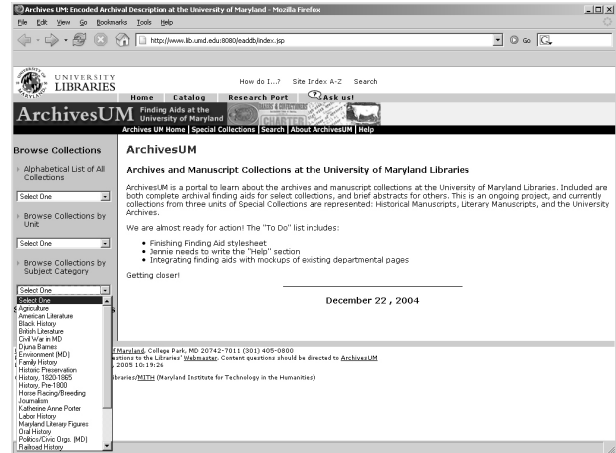 Archives UM: Encoded Archival Description at the University of Maryland - Mozilla Firefox
File Edit View Go Bookmarks Tools Help
http://www.lib.umd.edu:8080/eaddb/index.jsp Go
UNIVERSITY
LIBRARIES
How do I...? Site Index A-Z Search
Home Catalog Research Port Ask us!
ArchivesUM
Finding Aids at the
University of Maryland
Archives UM Home | Special Collections | Search | About ArchivesUM | Help
Browse Collections
Alphabetical List of All
Collections
Select One
Browse Collections by
Unit
Select One
Browse Collections by
Subject Category
Select One
Select One
Agriculture
American Literature
Black History
British Literature
Civil War in MD
Djuna Barnes
Environment (MD)
Family History
Historic Preservation
History, 1820-1865
History, Pre-1800
Horse Racing/Breeding
Journalism
Katherine Anne Porter
Labor History
Maryland Literary Figures
Oral History
Politics/Civic Orgs. (MD)
Railroad History
ArchivesUM
Archives and Manuscript Collections at the University of Maryland Libraries
ArchivesUM is a portal to learn about the archives and manuscript collections at the University of Maryland Libraries. Included are
both complete archival finding aids for select collections, and brief abstracts for others. This is an ongoing project, and currently
collections from three units of Special Collections are represented: Historical Manuscripts, Literary Manuscripts, and the University
Archives.
We are almost ready for action! The "To Do" list includes:
• Finishing Finding Aid stylesheet
• Jennie needs to write the "Help" section
• Integrating finding aids with mockups of existing departmental pages
Getting closer!
December 22 , 2004
f Maryland, College Park, MD 20742-7011 (301) 405-0800
stions to the Libraries' Webmaster. Content questions should be directed to ArchivesUM
, 2005 10:19:26
ibraries/MITH (Maryland Institute for Technology in the Humanities)